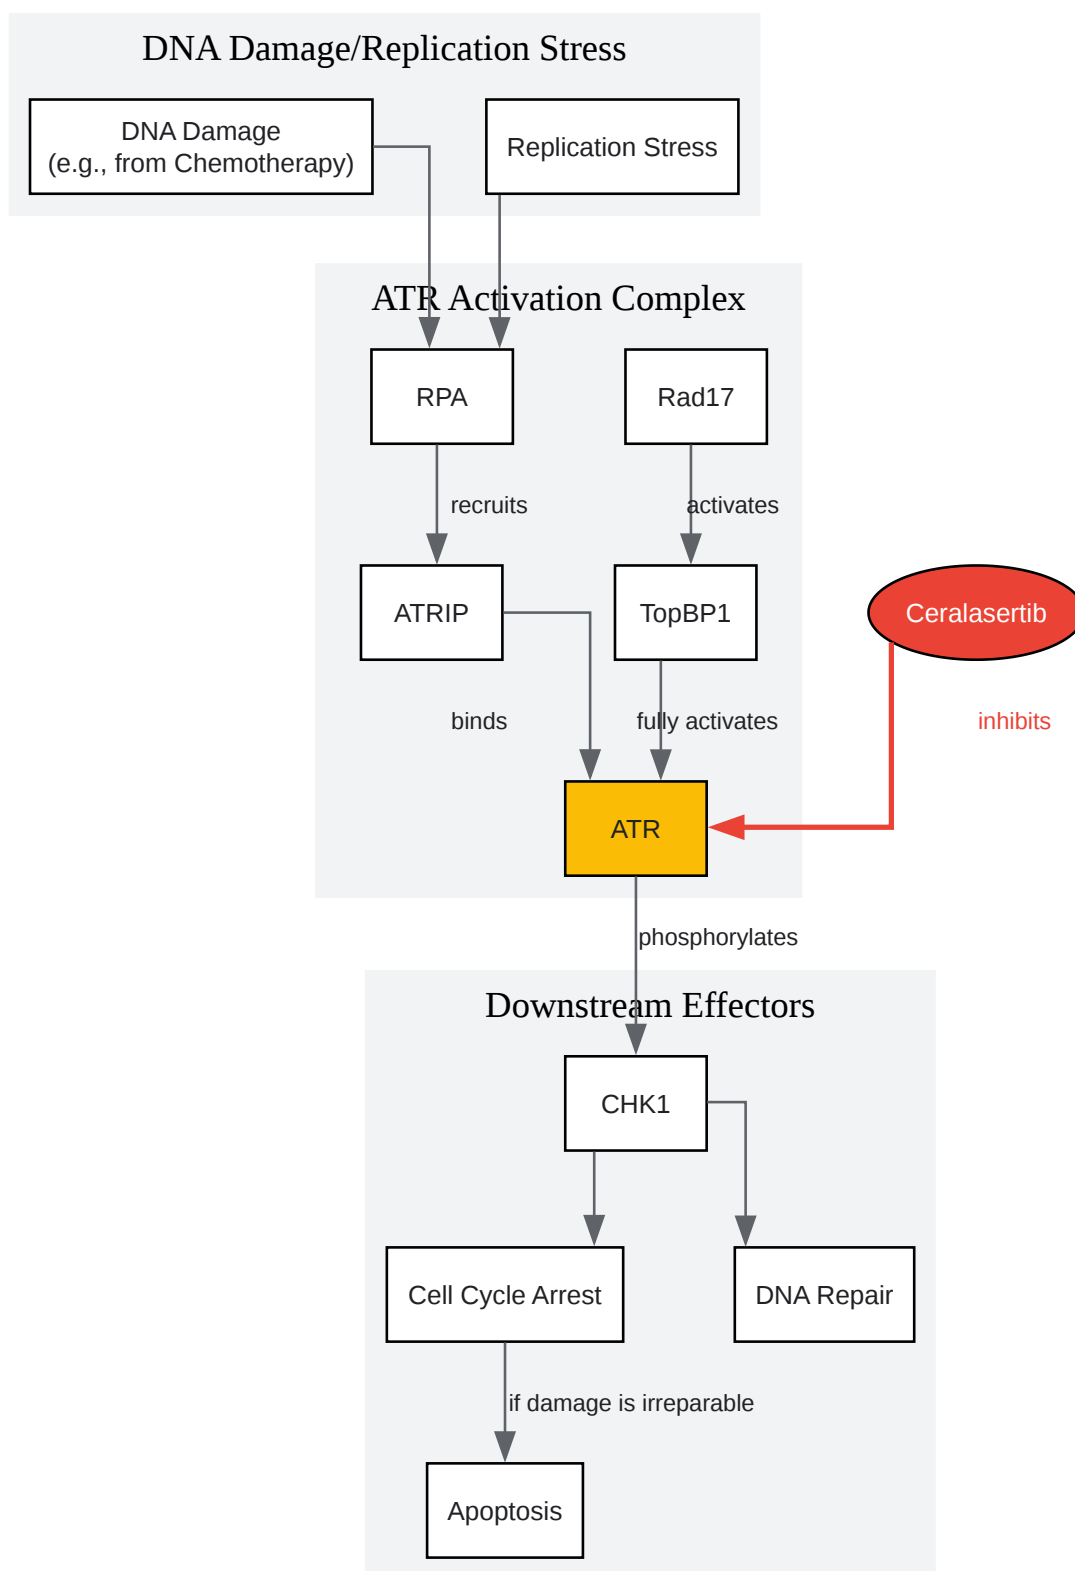 DNA Damage/Replication Stress
DNA Damage
(e.g., from Chemotherapy)
Replication Stress
ATR Activation Complex
RPA
Rad17
recruits
activates
ATRIP
TopBP1
Ceralasertib
binds
fully activates
inhibits
ATR
phosphorylates
Downstream Effectors
CHK1
Cell Cycle Arrest
DNA Repair
if damage is irreparable
Apoptosis